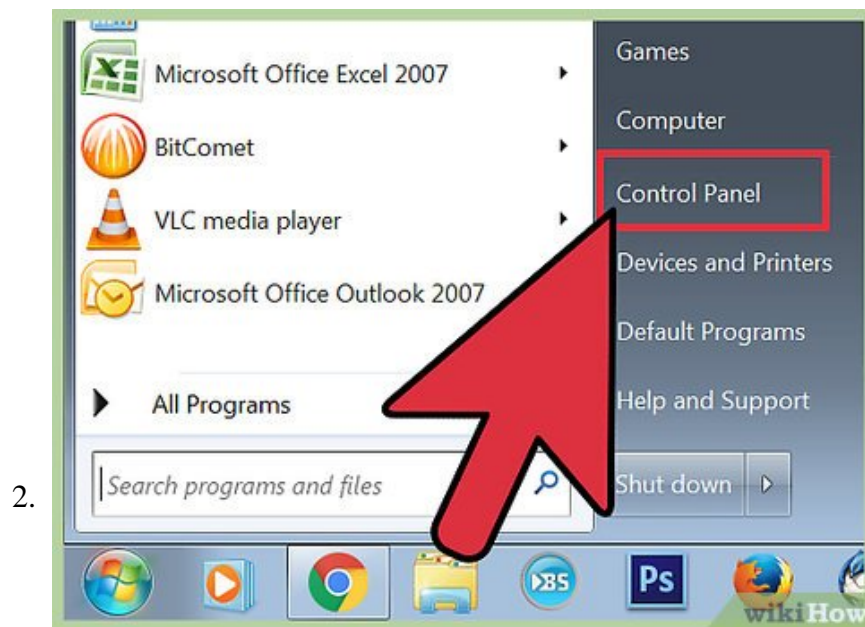 Microsoft Office Excel 2007
BitComet
VLC media player
Microsoft Office Outlook 2007
All Programs
Search programs and files
Games
Computer
Control Panel
Devices and Printers
Default Programs
Help and Support
Shut down
2.
DBS
Ps
wikiHow